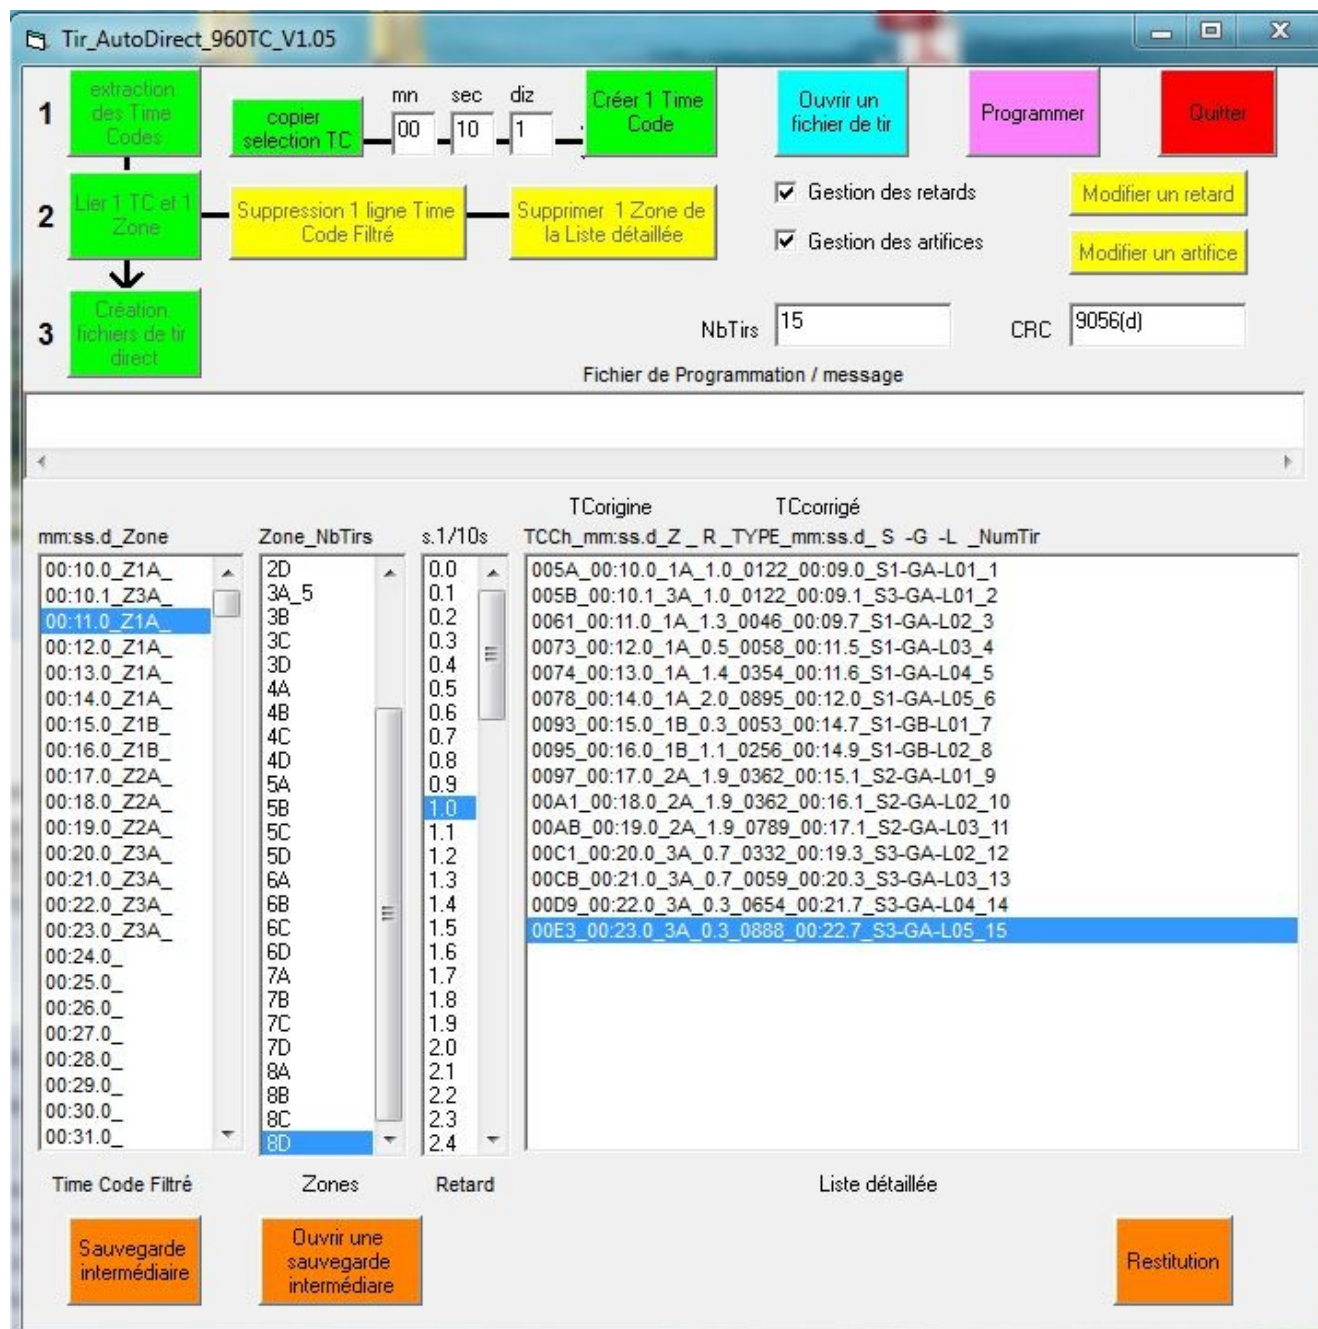 Tir_AutoDirect_960TC_V1.05
1
extraction
des Time
Codes
copier
selection TC
mn
sec
diz
00
10
1
Créer 1 Time
Code
Ouvrir un
fichier de tir
Programmer
Quitter
2
Lier 1 TC et 1
Zone
Suppression 1 ligne Time
Code Filtré
Supprimer 1 Zone de
la Liste détaillée
Gestion des retards
Gestion des artifices
Modifier un retard
Modifier un artifice
3
Création
fichiers de tir
direct
NbTirs
15
CRC
9056(d)
Fichier de Programmation / message
TCorigine
TCcorrigé
mm:ss.d_Zone
Zone_NbTirs
s.1/10s
TCCh_mm:ss.d_Z _ R _TYPE_mm:ss.d_ S -G -L _NumTir
00:10.0_Z1A_
00:10.1_Z3A_
00:11.0_Z1A_
00:12.0_Z1A_
00:13.0_Z1A_
00:14.0_Z1A_
00:15.0_Z1B_
00:16.0_Z1B_
00:17.0_Z2A_
00:18.0_Z2A_
00:19.0_Z2A_
00:20.0_Z3A_
00:21.0_Z3A_
00:22.0_Z3A_
00:23.0_Z3A_
00:24.0_
00:25.0_
00:26.0_
00:27.0_
00:28.0_
00:29.0_
00:30.0_
00:31.0_
2D
3A_5
3B
3C
3D
4A
4B
4C
4D
5A
5B
5C
5D
6A
6B
6C
6D
7A
7B
7C
7D
8A
8B
8C
8D
0.0
0.1
0.2
0.3
0.4
0.5
0.6
0.7
0.8
0.9
1.0
1.1
1.2
1.3
1.4
1.5
1.6
1.7
1.8
1.9
2.0
2.1
2.2
2.3
2.4
005A_00:10.0_1A_1.0_0122_00:09.0_S1-GA-L01_1
005B_00:10.1_3A_1.0_0122_00:09.1_S3-GA-L01_2
0061_00:11.0_1A_1.3_0046_00:09.7_S1-GA-L02_3
0073_00:12.0_1A_0.5_0058_00:11.5_S1-GA-L03_4
0074_00:13.0_1A_1.4_0354_00:11.6_S1-GA-L04_5
0078_00:14.0_1A_2.0_0895_00:12.0_S1-GA-L05_6
0093_00:15.0_1B_0.3_0053_00:14.7_S1-GB-L01_7
0095_00:16.0_1B_1.1_0256_00:14.9_S1-GB-L02_8
0097_00:17.0_2A_1.9_0362_00:15.1_S2-GA-L01_9
00A1_00:18.0_2A_1.9_0362_00:16.1_S2-GA-L02_10
00AB_00:19.0_2A_1.9_0789_00:17.1_S2-GA-L03_11
00C1_00:20.0_3A_0.7_0332_00:19.3_S3-GA-L02_12
00CB_00:21.0_3A_0.7_0059_00:20.3_S3-GA-L03_13
00D9_00:22.0_3A_0.3_0654_00:21.7_S3-GA-L04_14
00E3_00:23.0_3A_0.3_0888_00:22.7_S3-GA-L05_15
Time Code Filtré
Zones
Retard
Liste détaillée
Sauvegarde
intermédiaire
Ouvrir une
sauvegarde
intermédiare
Restitution